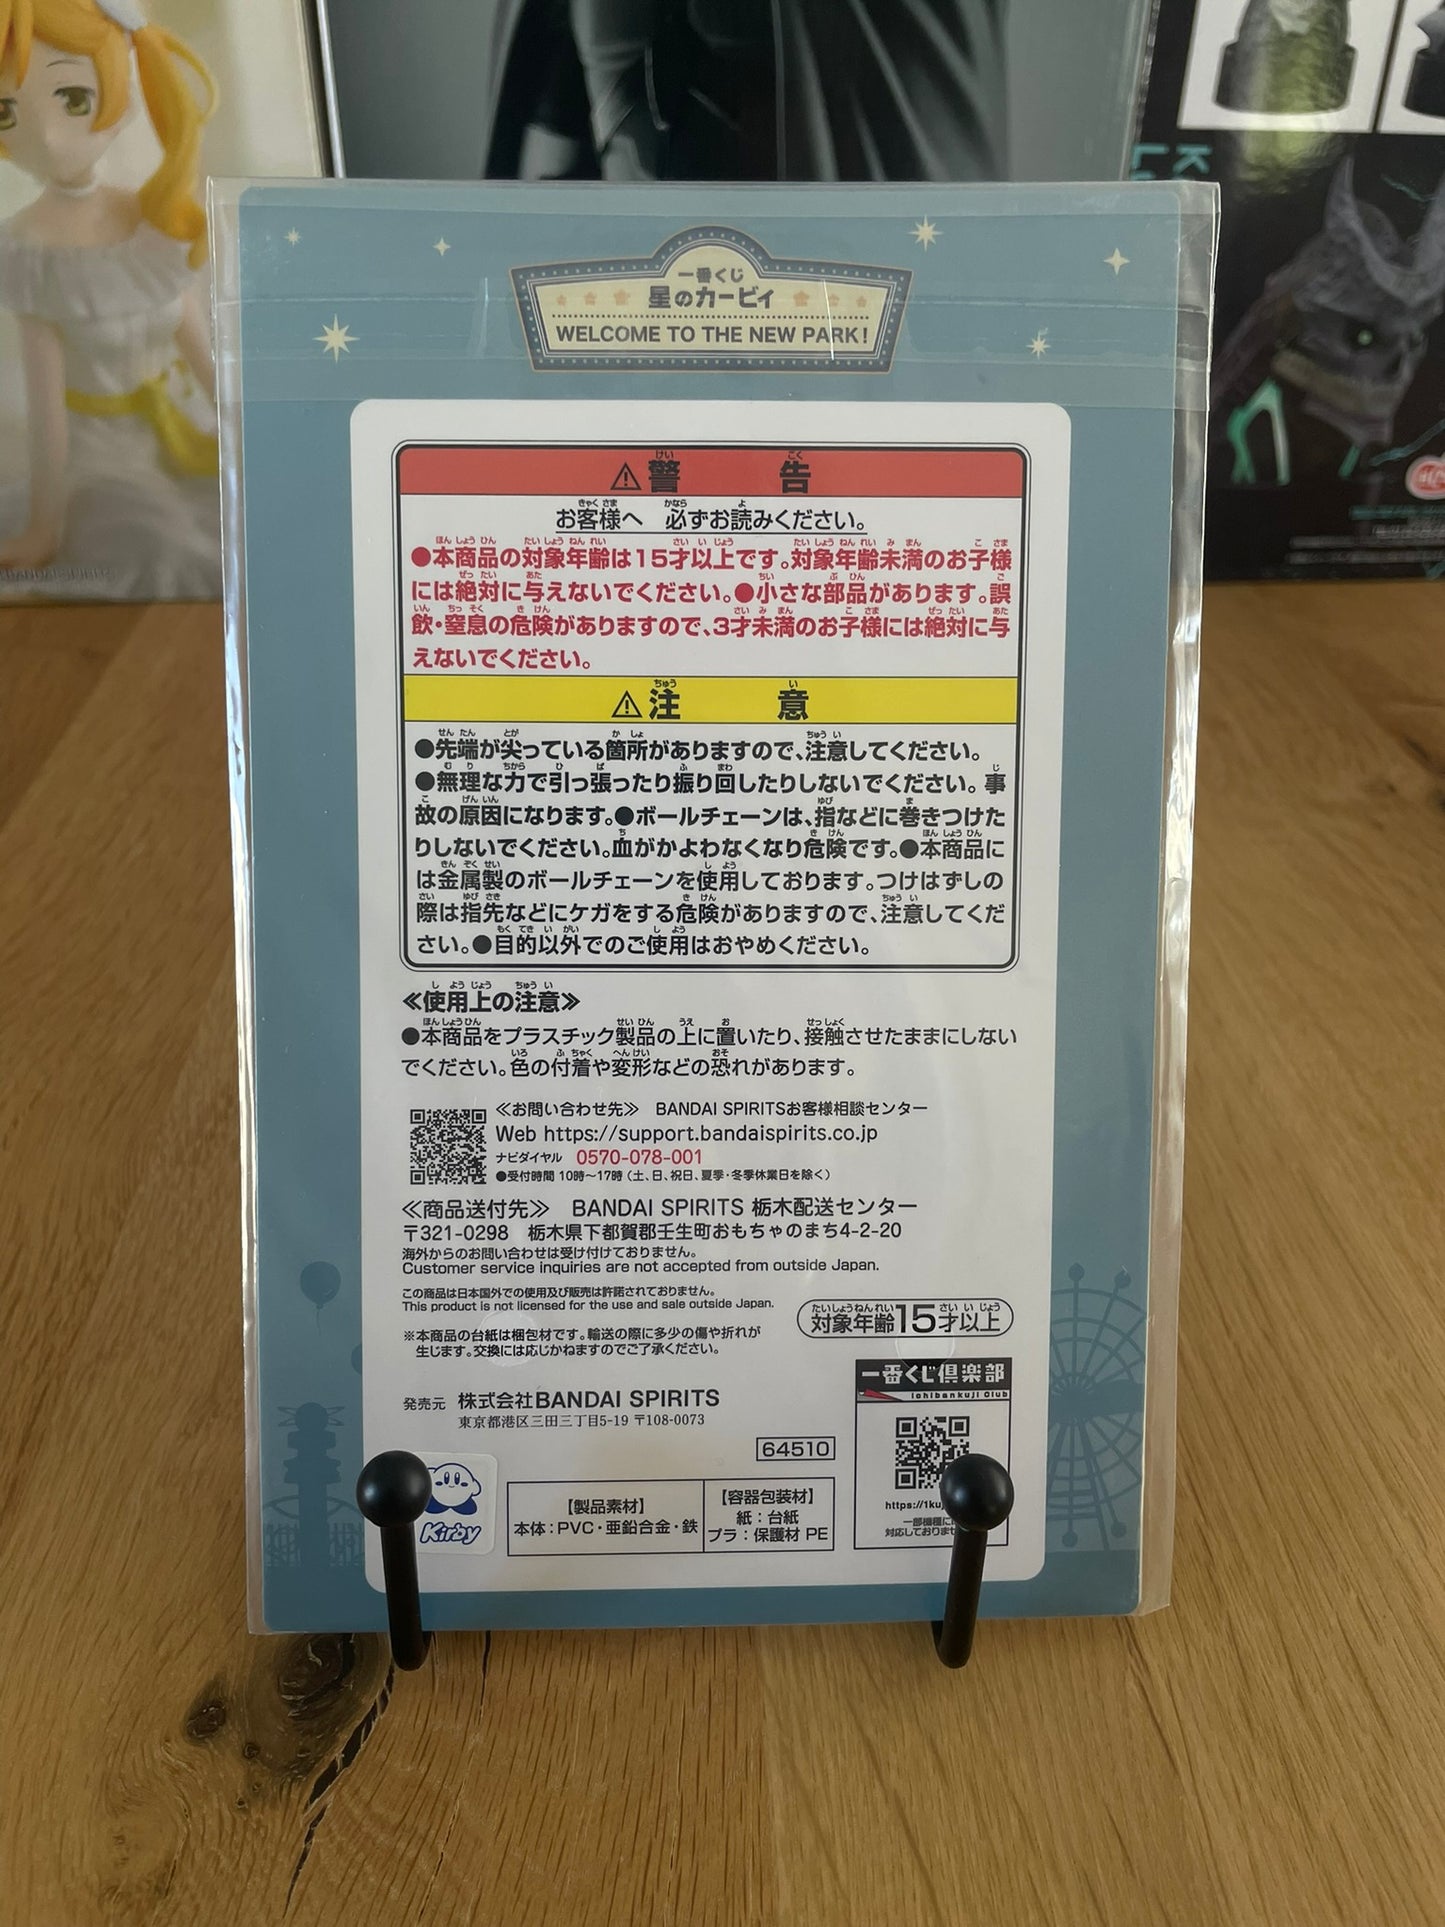 一番くじ
星のカービィ
WELCOME TO THE NEW PARK!
⚠警告
お客様へ 必ずお読みください。
●本商品の対象年齢は15才以上です。対象年齢未満のお子様
には絶対に与えないでください。●小さな部品があります。誤
飲・窒息の危険がありますので、3才未満のお子様には絶対に与
えないでください。
⚠注意
●先端が尖っている箇所がありますので、注意してください。
●無理な力で引っ張ったり振り回したりしないでください。事
故の原因になります。●ボールチェーンは、指などに巻きつけた
りしないでください。血がかよわなくなり危険です。●本商品に
は金属製のボールチェーンを使用しております。つけはずしの
際は指先などにケガをする危険がありますので、注意してくだ
さい。●目的以外でのご使用はおやめください。
≪使用上の注意≫
●本商品をプラスチック製品の上に置いたり、接触させたままにしない
でください。色の付着や変形などの恐れがあります。
≪お問い合わせ先≫ BANDAI SPIRITSお客様相談センター
Web https://support.bandaispirits.co.jp
ナビダイヤル 0570-078-001
●受付時間 10時～17時（土、日、祝日、夏季・冬季休業日を除く）
≪商品送付先≫ BANDAI SPIRITS 栃木配送センター
〒321-0298 栃木県下都賀郡壬生町おもちゃのまち4-2-20
海外からのお問い合わせは受け付けておりません。
Customer service inquiries are not accepted from outside Japan.
この商品は日本国外での使用及び販売は許諾されておりません。
This product is not licensed for the use and sale outside Japan.
対象年齢15才以上
※本商品の台紙は梱包材です。輸送の際に多少の傷や折れが
生じます。交換には応じかねますのでご了承ください。
一番くじ倶楽部
ichibankuji Club
発売元 株式会社BANDAI SPIRITS
東京都港区三田三丁目5-19 〒108-0073
64510
https://1ku
一部機種に
対応しておりませ
Kirby
【製品素材】
本体：PVC・亜鉛合金・鉄
【容器包装材】
紙：台紙
プラ：保護材 PE